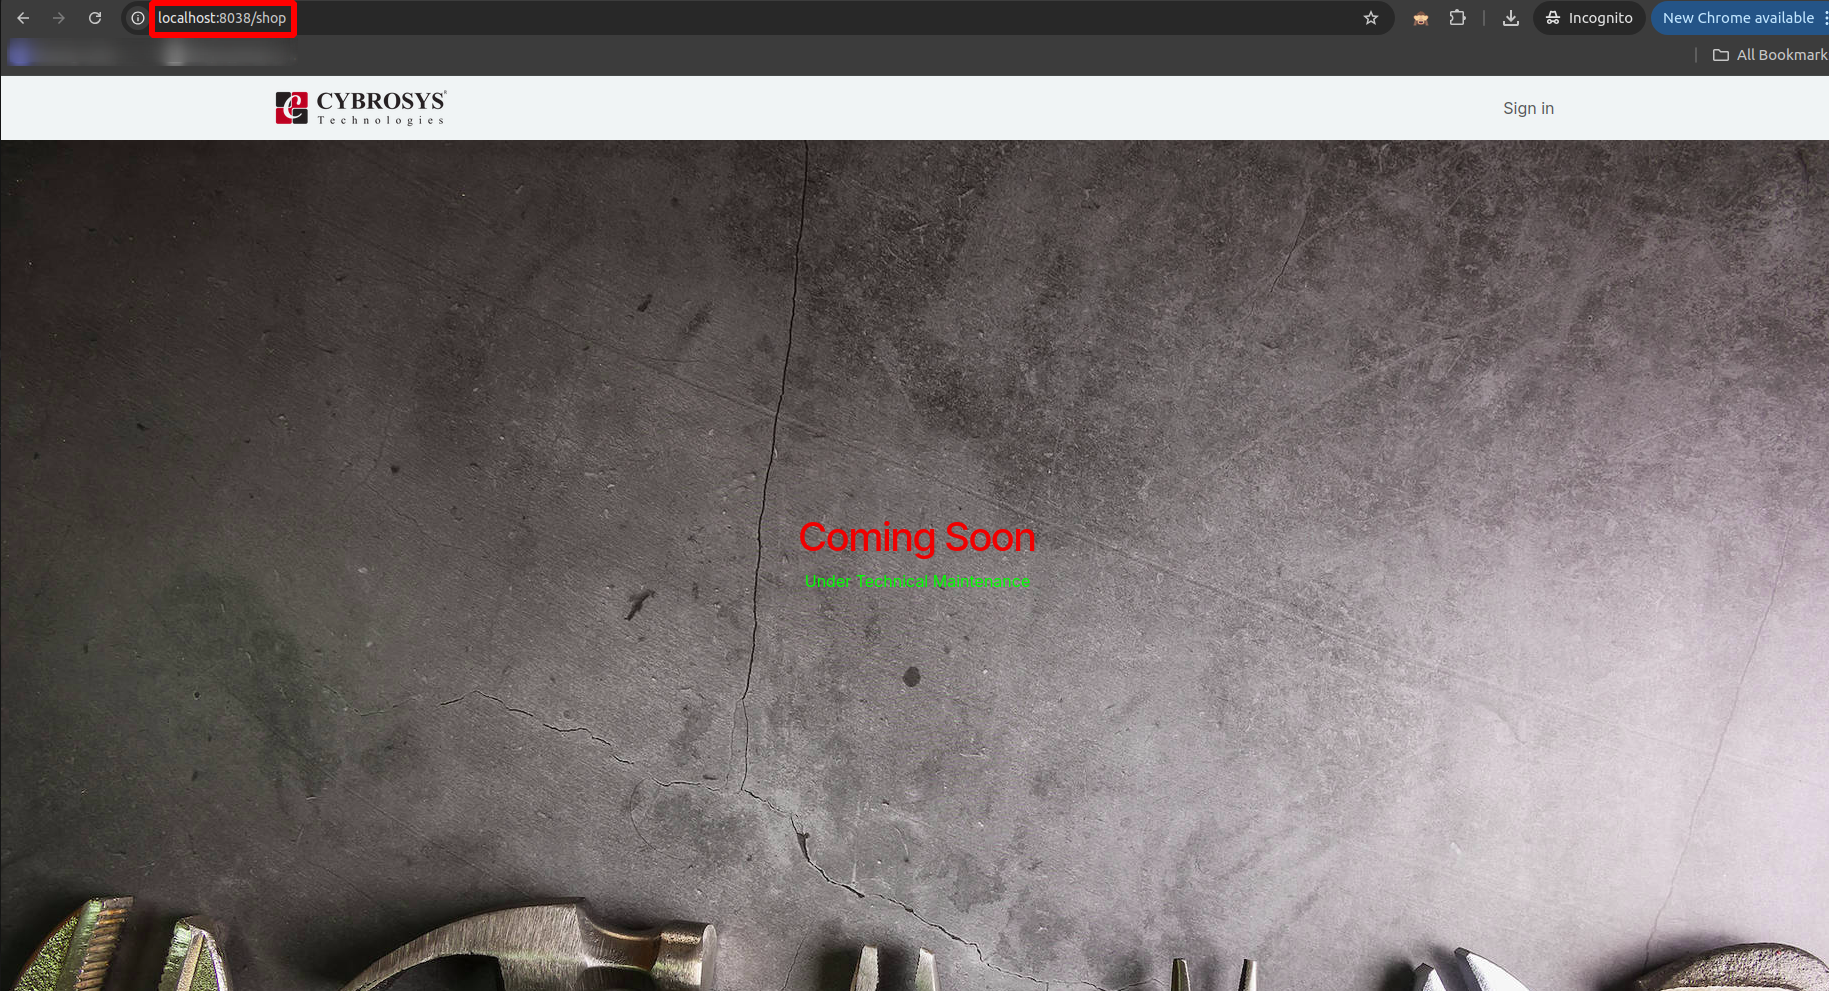 localhost:8038/shop
Incognito
New Chrome available
All Bookmark
CYBROSYS
Technologies
Sign in
Coming Soon
Under Technical Maintenance